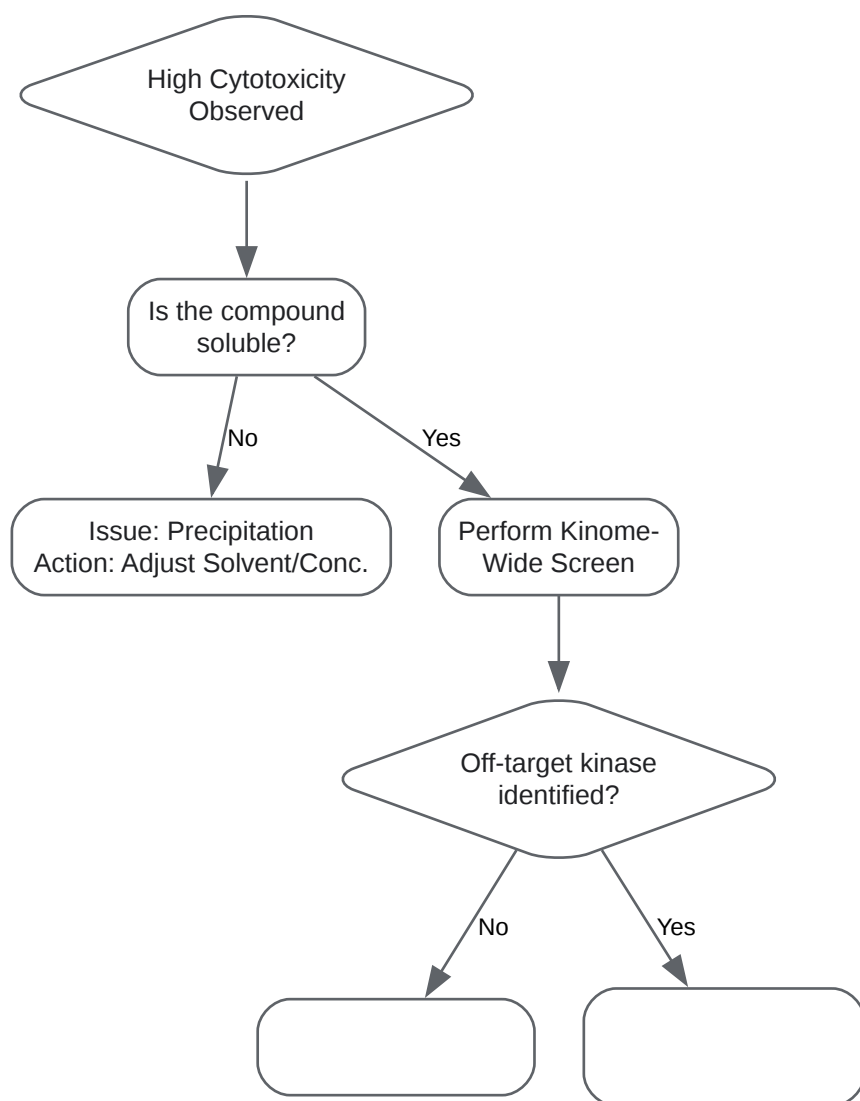 High Cytotoxicity
Observed
Is the compound
soluble?
No
Yes
Issue: Precipitation
Action: Adjust Solvent/Conc.
Perform Kinome-
Wide Screen
Off-target kinase
identified?
No
Yes